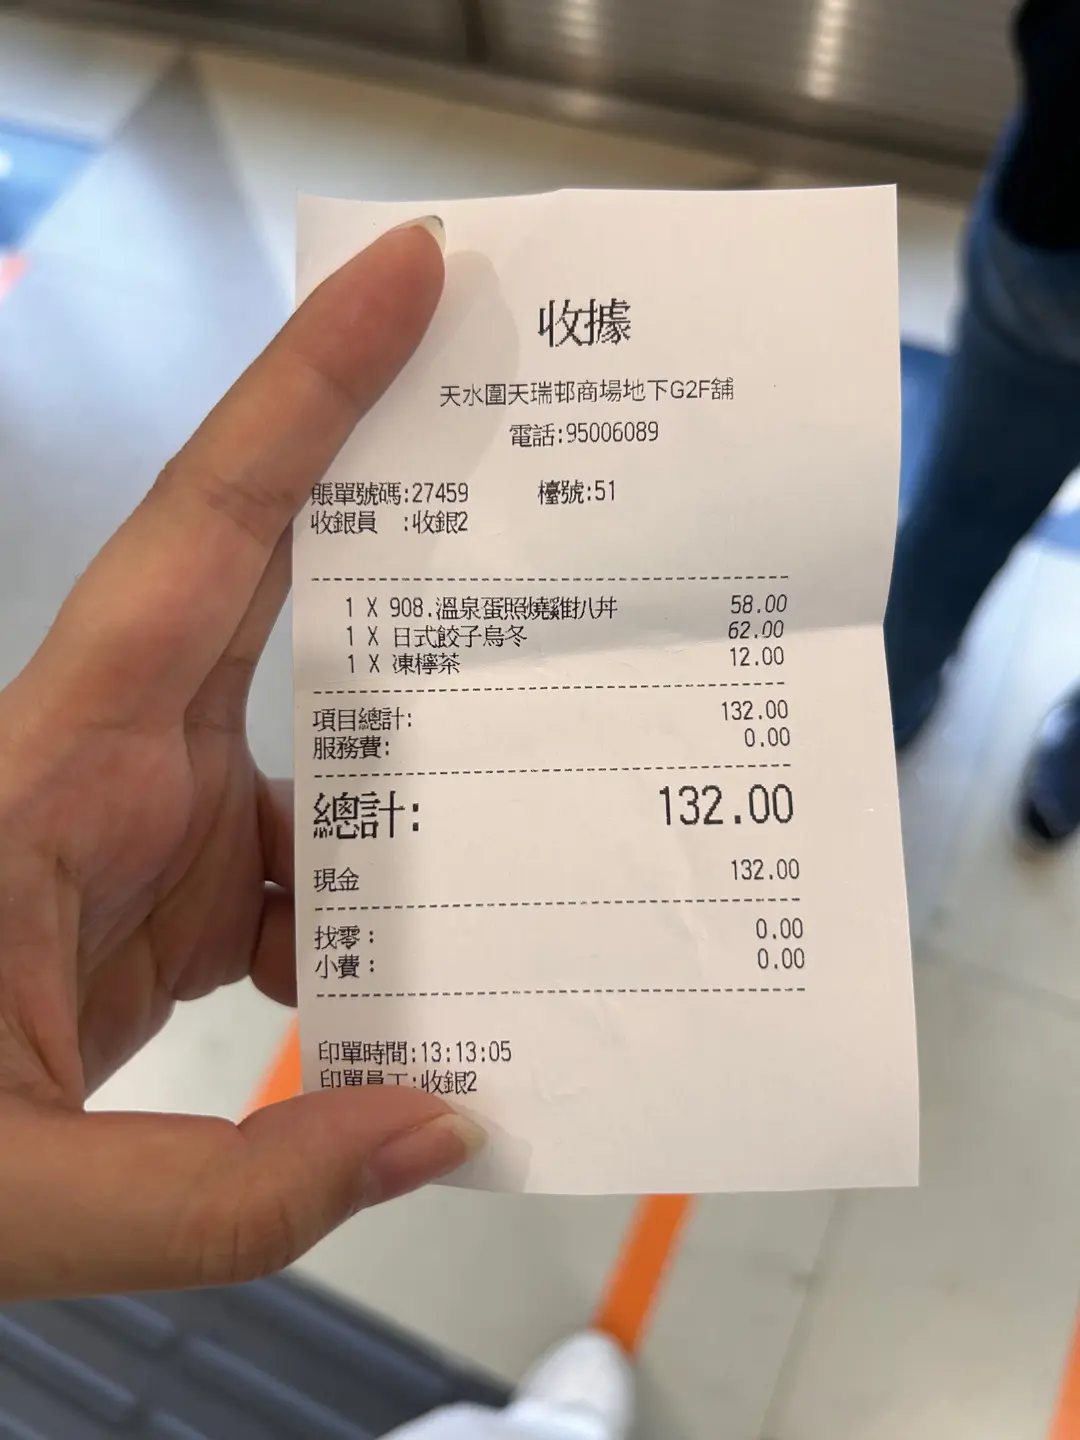 收據
天水圍天瑞邨商場地下G2F舖
電話:95006089
賬單號碼:27459 檯號:51
收銀員 :收銀2
1 X 908.溫泉蛋照燒雞扒丼 58.00
1 X 日式餃子烏冬 62.00
1 X 凍檸茶 12.00
項目總計: 132.00
服務費: 0.00
總計: 132.00
現金 132.00
找零: 0.00
小費: 0.00
印單時間:13:13:05
印單員工:收銀2